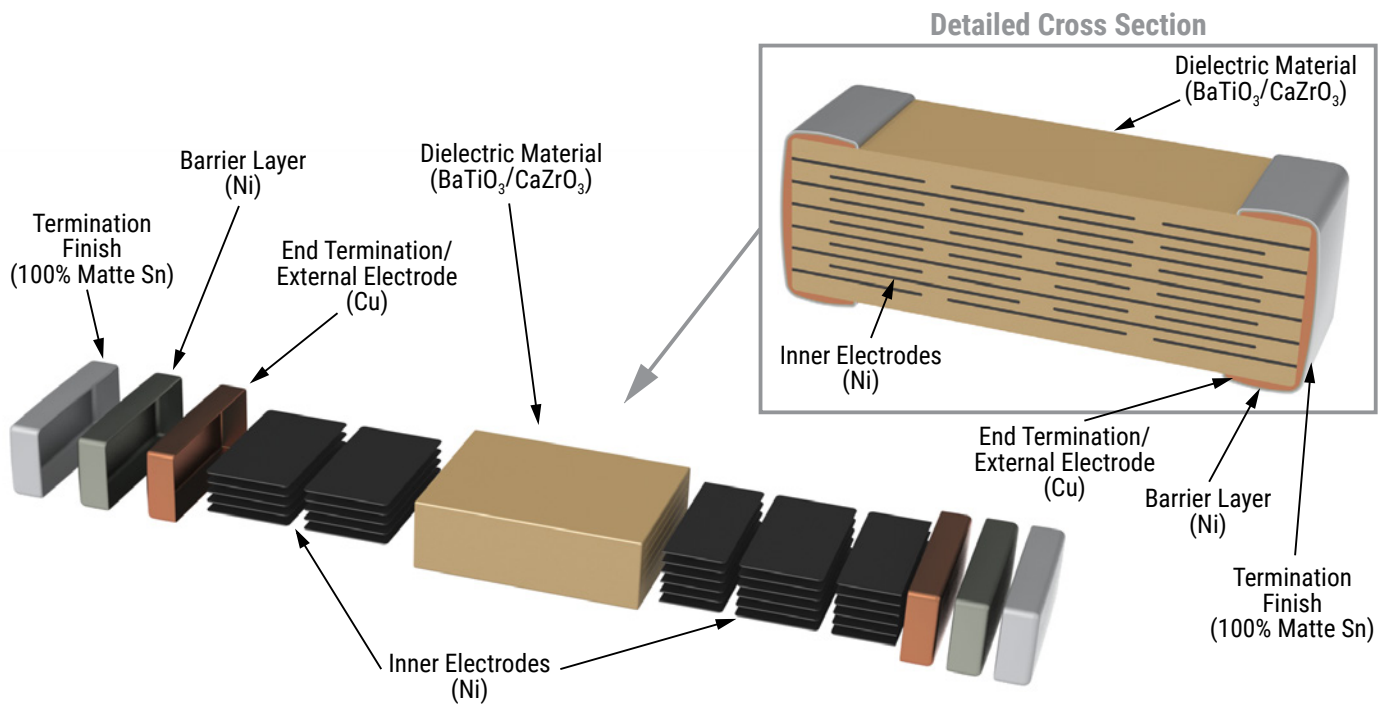 Detailed Cross Section
Dielectric Material
(BaTiO₃/CaZrO₃)
Inner Electrodes
(Ni)
End Termination/
External Electrode
(Cu)
Barrier Layer
(Ni)
Termination
Finish
(100% Matte Sn)
Dielectric Material
(BaTiO₃/CaZrO₃)
Barrier Layer
(Ni)
Termination
Finish
(100% Matte Sn)
End Termination/
External Electrode
(Cu)
Inner Electrodes
(Ni)